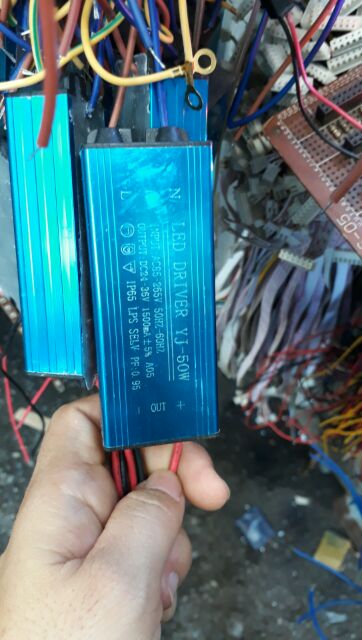 L N
LED DRIVER YJ-50W
INPUT AC85-265V 50HZ-60HZ
OUTPUT DC24-36V 1500mA±5% A05
IP65 LPS SELV PF:0.95
- OUT +